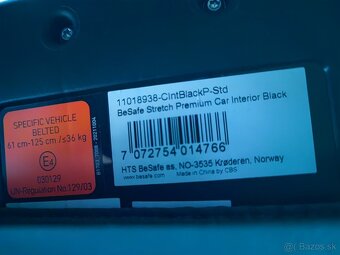 11018938-CIntBlackP-Std
BeSafe Stretch Premium Car Interior Black
7 072754 014766
HTS BeSafe as, NO-3535 Krøderen, Norway
www.besafe.com Made in China by CBS
SPECIFIC VEHICLE
BELTED
61 cm-125 cm /≤36 kg
E4
030129
UN-Regulation No.129/03
bazos.sk